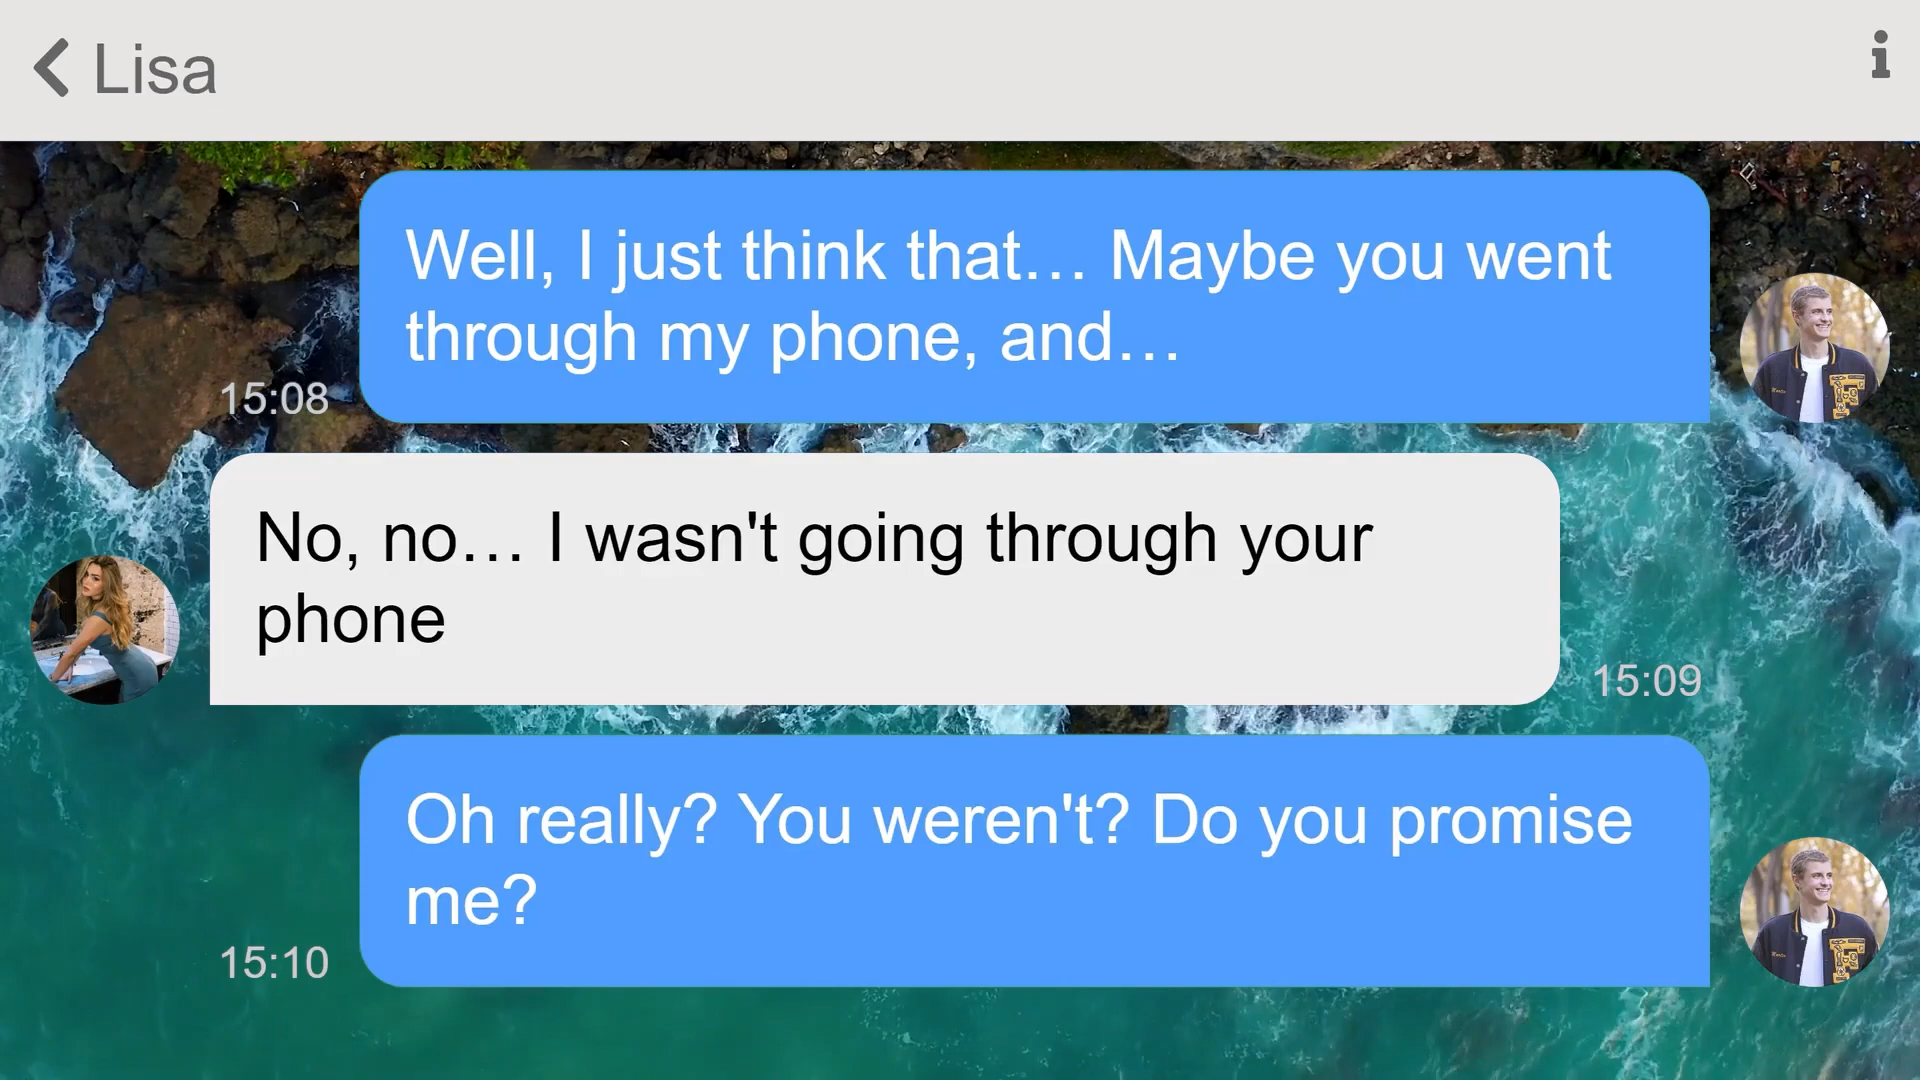 Lisa
Well, I just think that… Maybe you went
through my phone, and…
15:08
No, no… I wasn't going through your
phone
15:09
Oh really? You weren't? Do you promise
me?
15:10